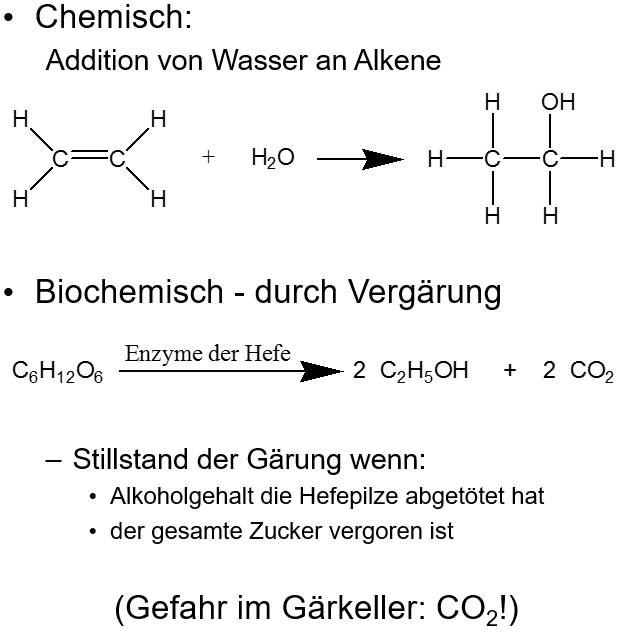 • Chemisch:
Addition von Wasser an Alkene
H H H OH
C C + H₂O H C C H
H H H H
• Biochemisch - durch Vergärung
Enzyme der Hefe
C₆H₁₂O₆ 2 C₂H₅OH + 2 CO₂
– Stillstand der Gärung wenn:
• Alkoholgehalt die Hefepilze abgetötet hat
• der gesamte Zucker vergoren ist
(Gefahr im Gärkeller: CO₂!)